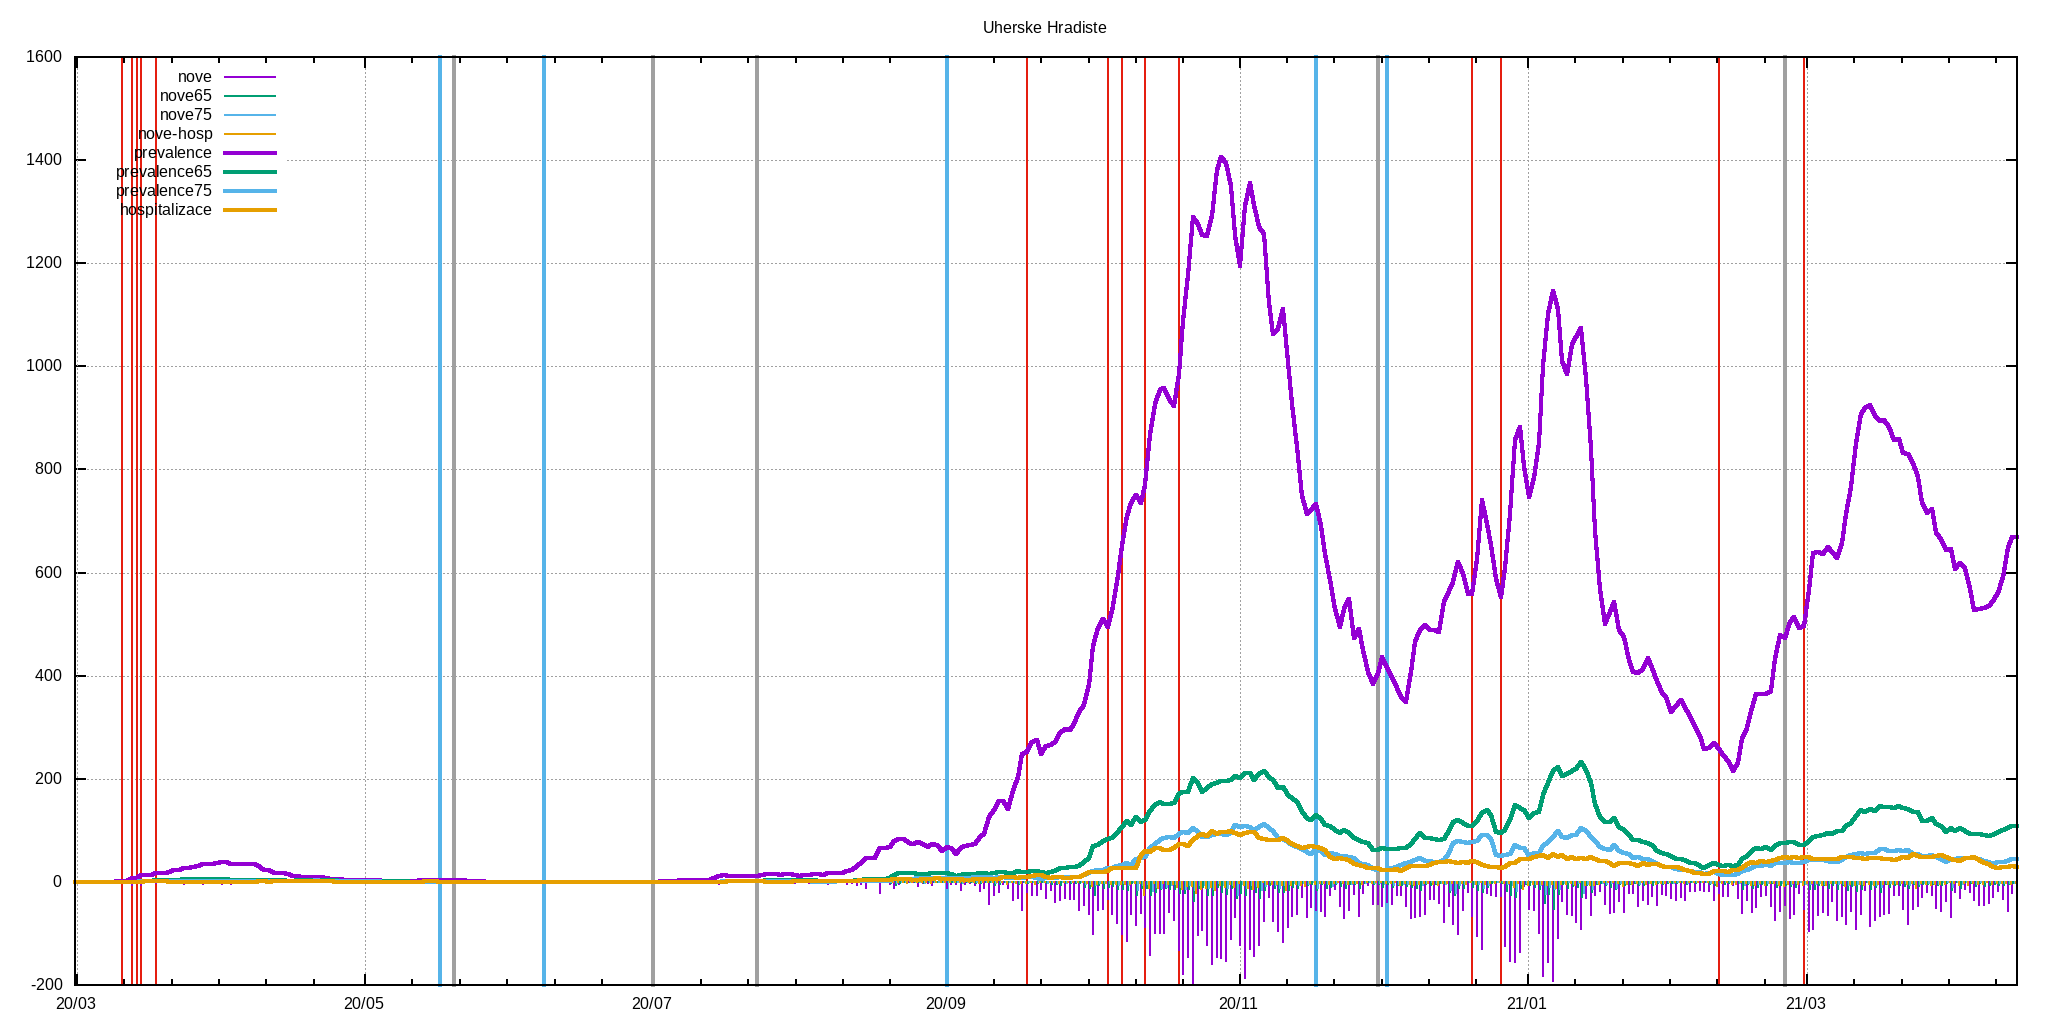 Uherske Hradiste
1600
1400
1200
1000
800
600
400
200
0
-200
nove
nove65
nove75
nove-hosp
prevalence
prevalence65
prevalence75
hospitalizace
20/03 20/05 20/07 20/09 20/11 21/01 21/03